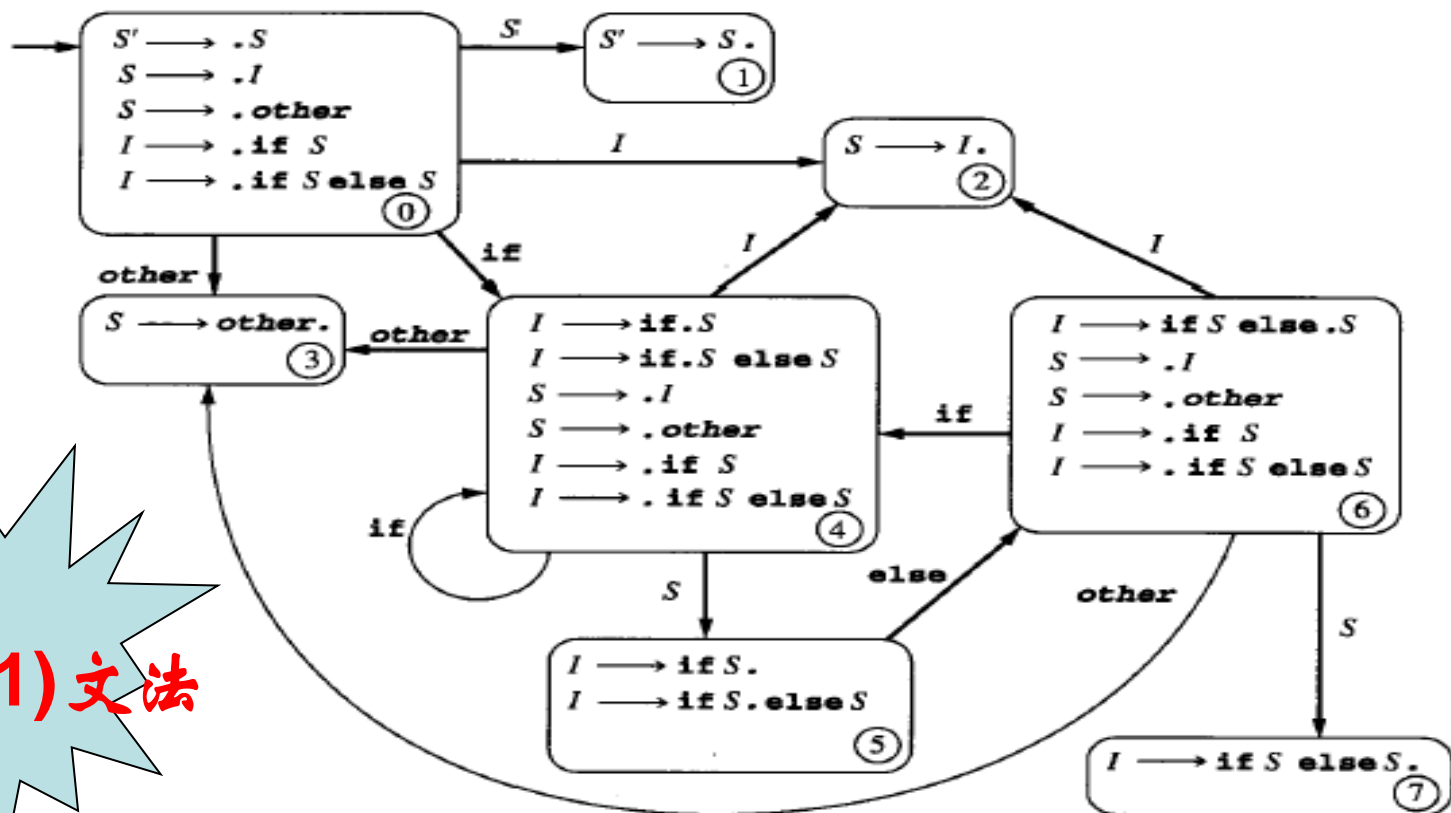 S' → .S
S → .I
S → .other
I → .if S
I → .if S else S
0
S
S' → S.
1
I
S → I.
2
other
if
I
I
S → other.
3
other
I → if.S
I → if.S else S
S → .I
S → .other
I → .if S
I → . if S else S
4
if
if
I → if S else .S
S → .I
S → .other
I → .if S
I → . if S else S
6
S
else
other
S
1)文法
I → if S.
I → if S.else S
5
I → if S else S.
7